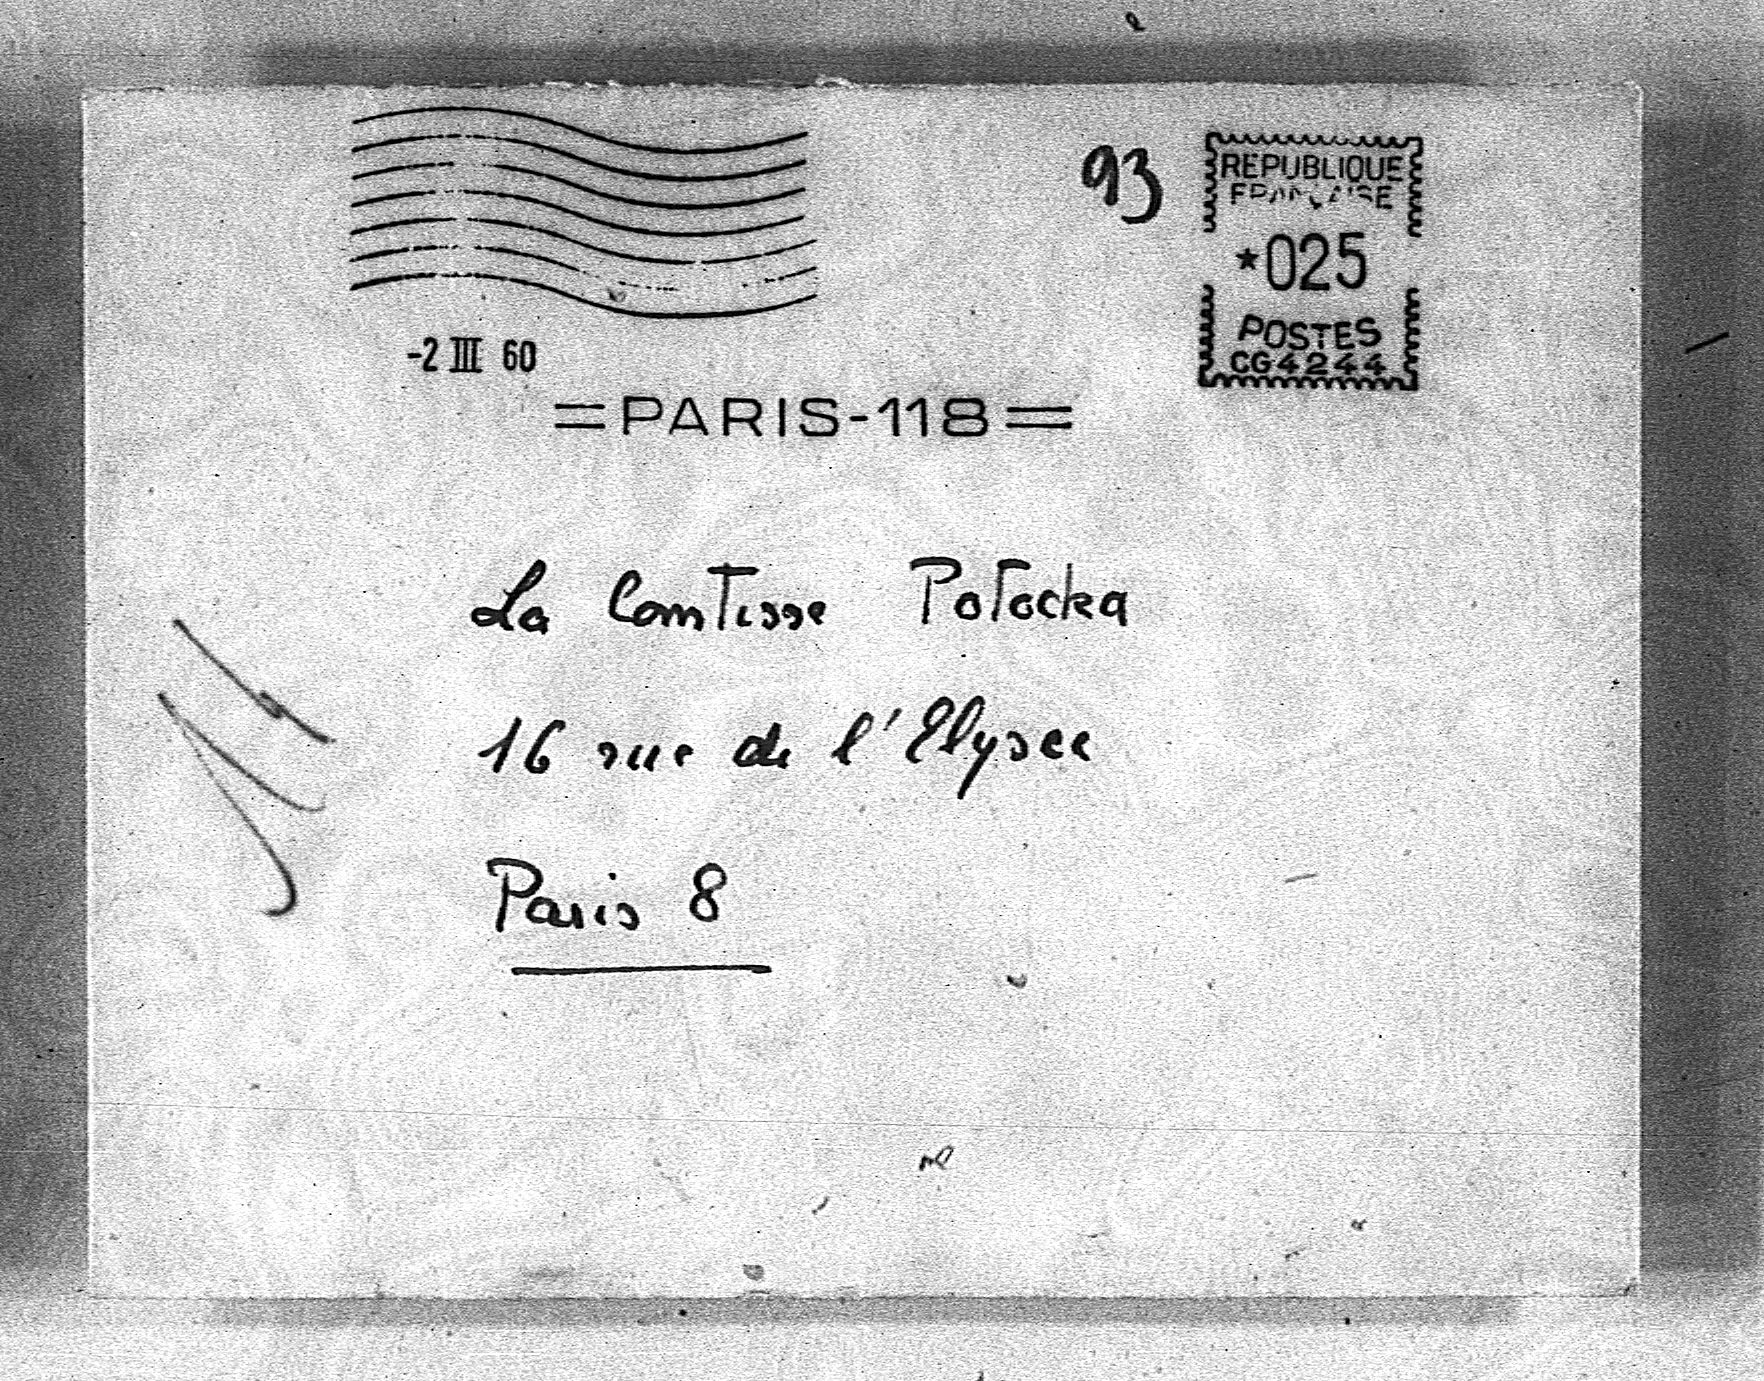 93
REPUBLIQUE
FRANÇAISE
*025
POSTES
CG4244
-2 III 60
=PARIS-118=
La Comtesse Potocka
16 rue de l'Elysee
Paris 8